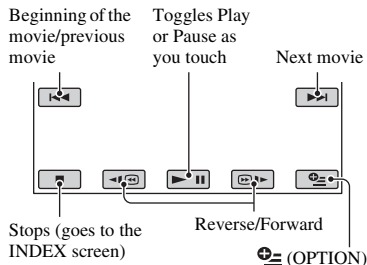 Beginning of the
movie/previous
movie
Toggles Play
or Pause as
you touch
Next movie
Stops (goes to the
INDEX screen)
Reverse/Forward
(OPTION)